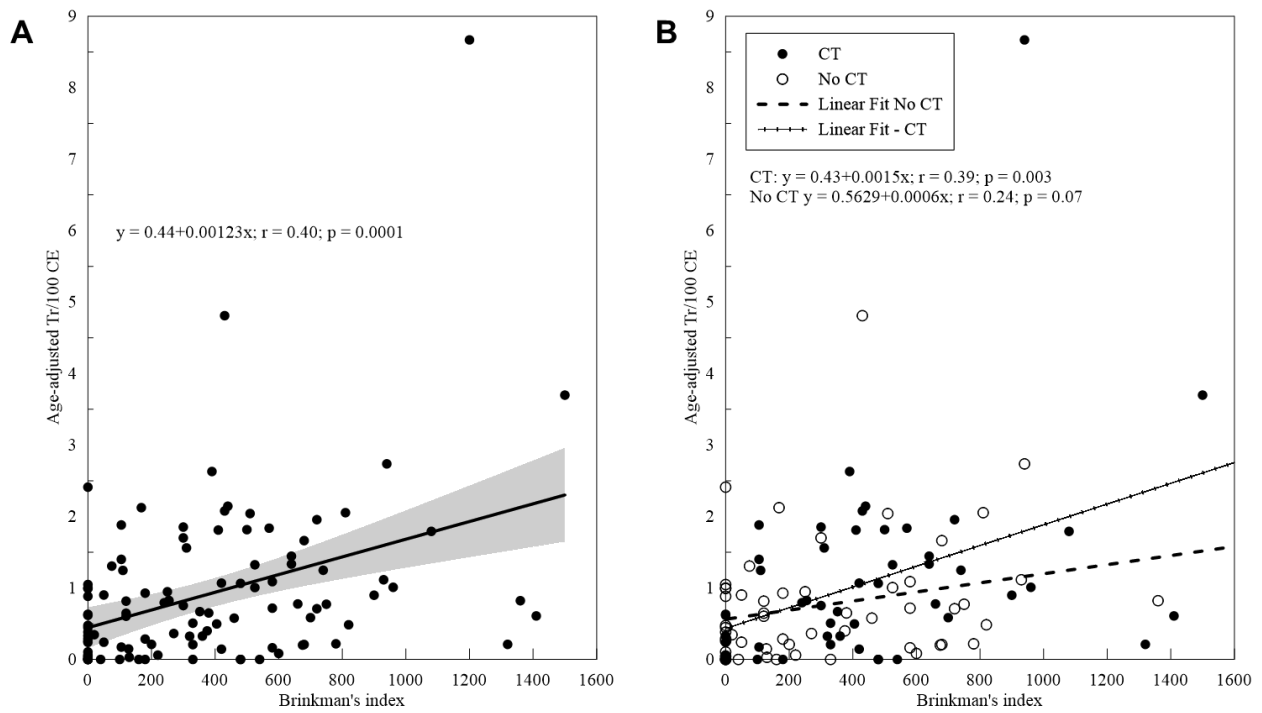 A
9
8
7
6
5
4
3
2
1
0
Age-adjusted Tr/100 CE
y = 0.44+0.00123x; r = 0.40; p = 0.0001
0 200 400 600 800 1000 1200 1400 1600
Brinkman's index
B
9
8
7
6
5
4
3
2
1
0
Age-adjusted Tr/100 CE
CT
No CT
Linear Fit No CT
Linear Fit - CT
CT: y = 0.43+0.0015x; r = 0.39; p = 0.003
No CT y = 0.5629+0.0006x; r = 0.24; p = 0.07
0 200 400 600 800 1000 1200 1400 1600
Brinkman's index